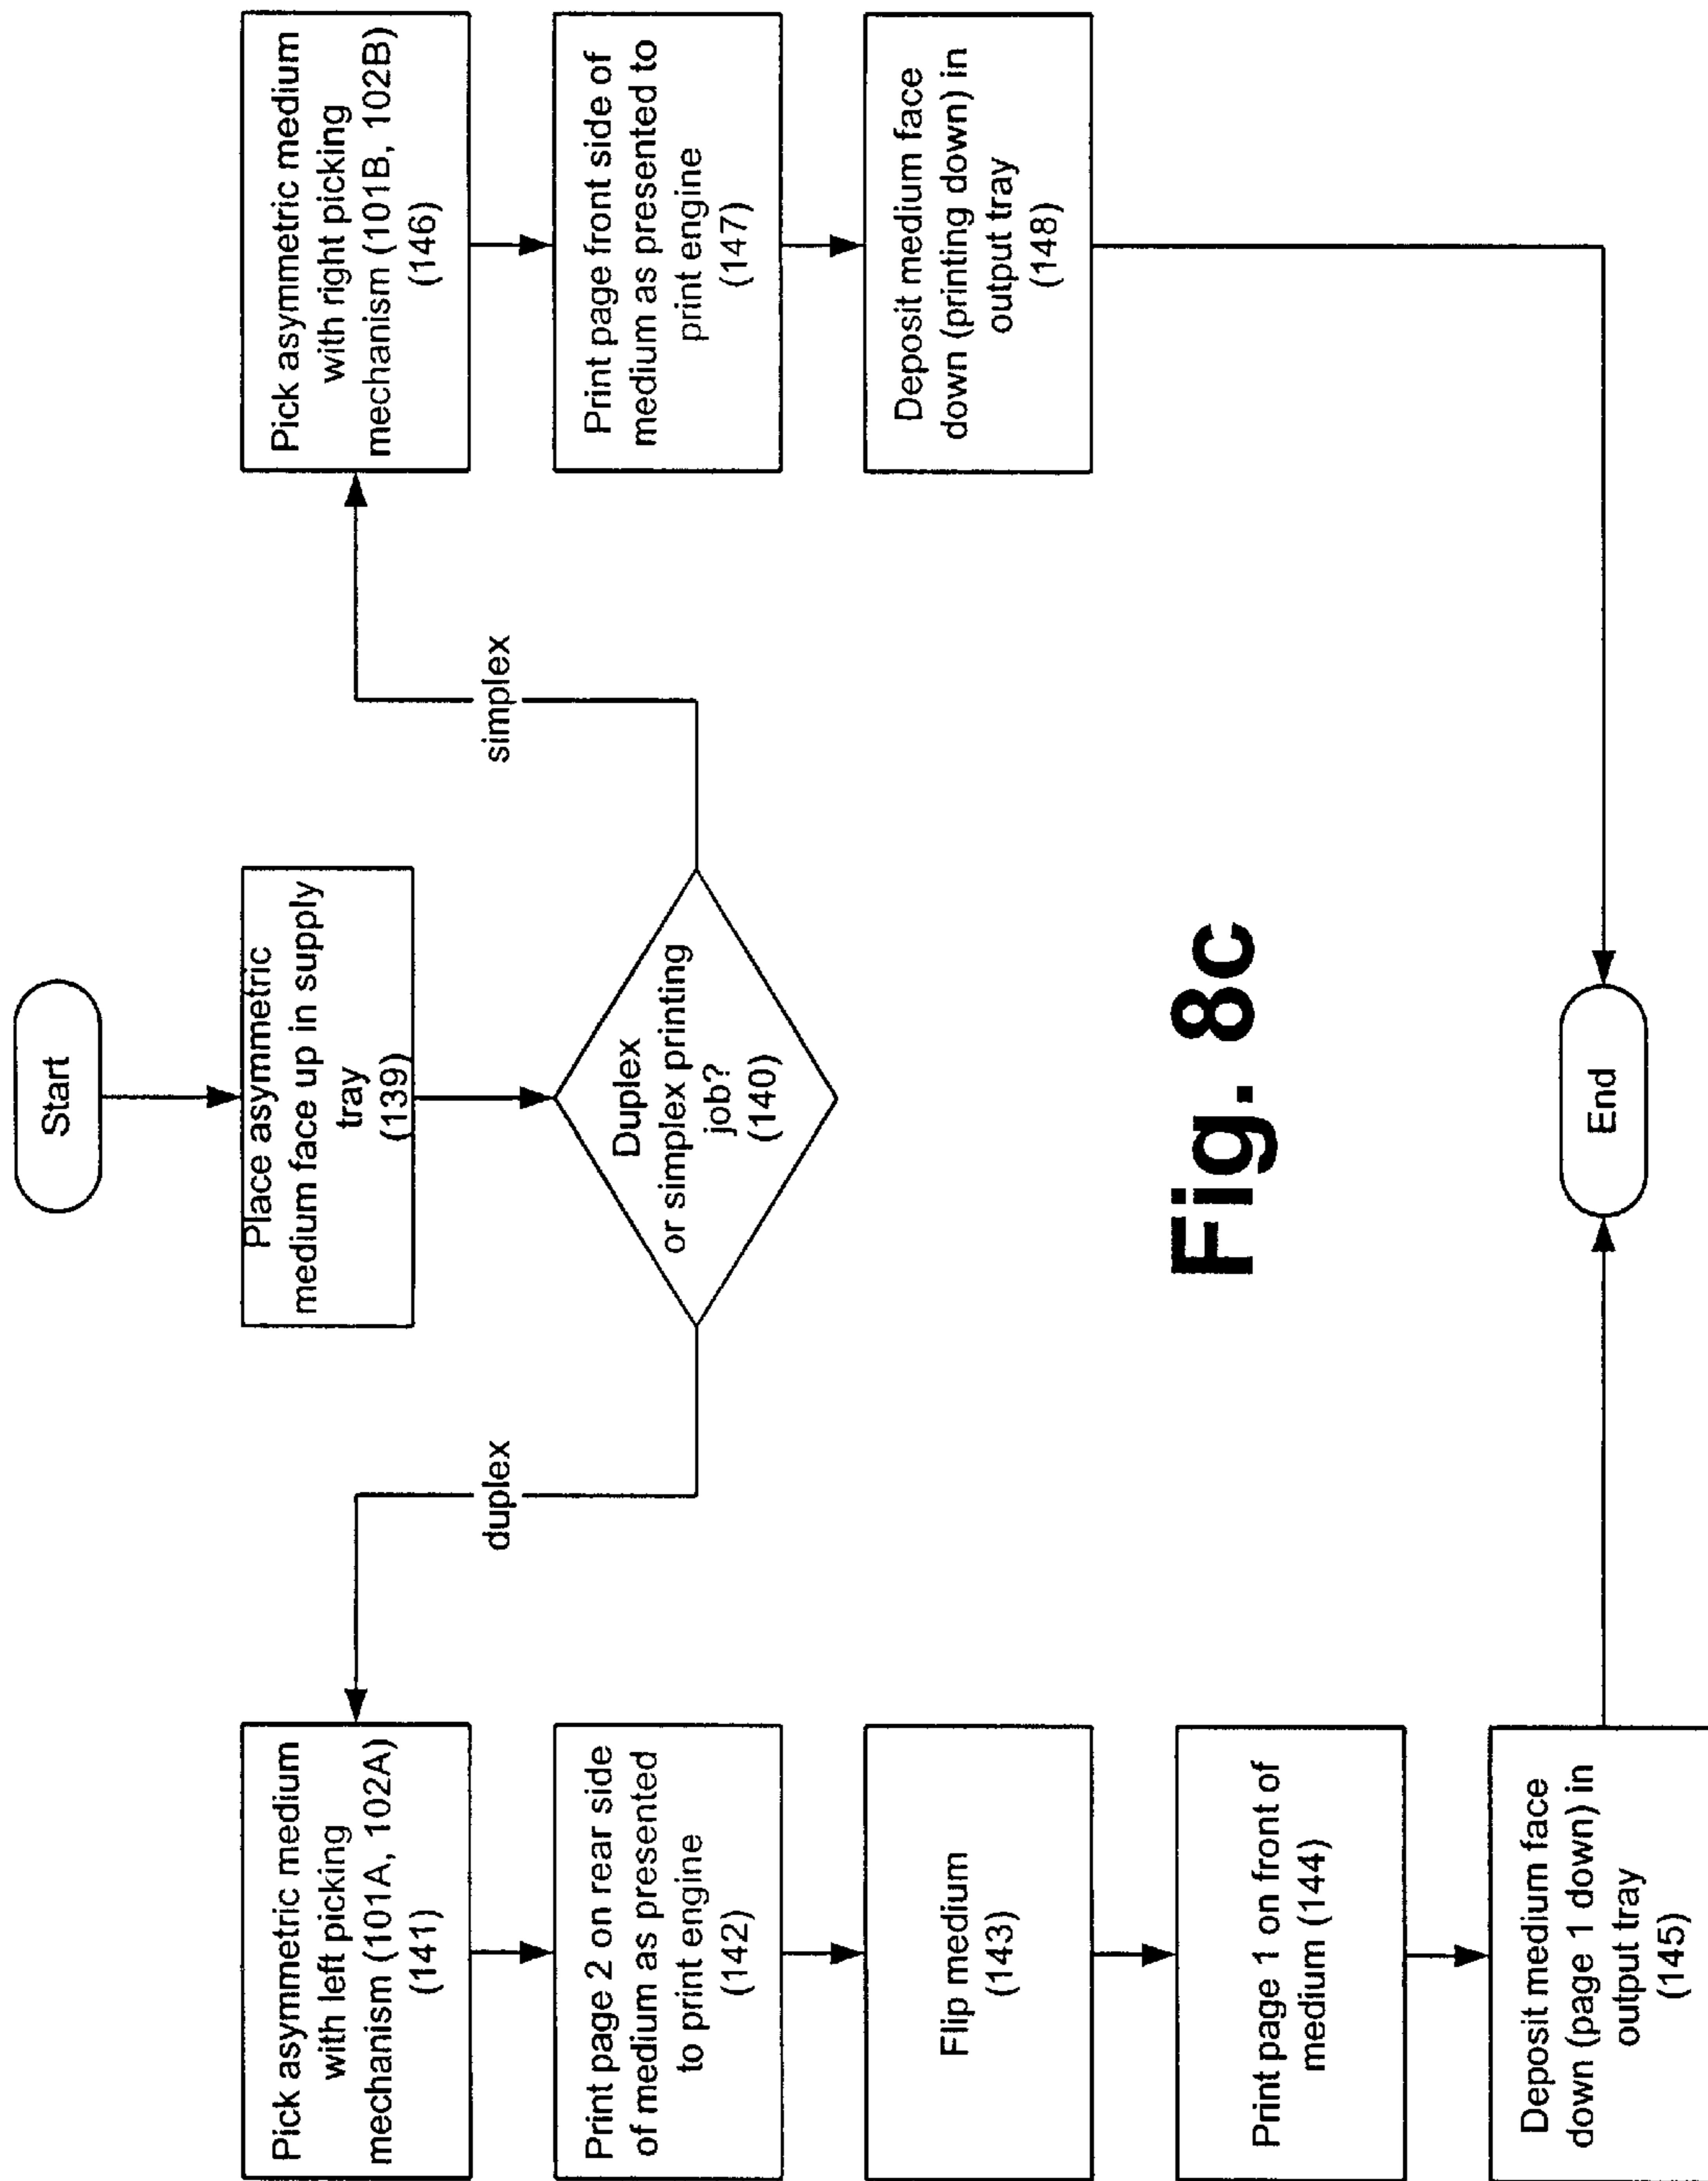 Start
Place asymmetric
medium face up in supply
tray
(139)
Duplex
or simplex printing
job?
(140)
duplex
simplex
Pick asymmetric medium
with left picking
mechanism (101A, 102A)
(141)
Print page 2 on rear side
of medium as presented
to print engine
(142)
Flip medium
(143)
Print page 1 on front of
medium (144)
Deposit medium face
down (page 1 down) in
output tray
(145)
Pick asymmetric medium
with right picking
mechanism (101B, 102B)
(146)
Print page front side of
medium as presented to
print engine
(147)
Deposit medium face
down (printing down) in
output tray
(148)
End
Fig. 8c